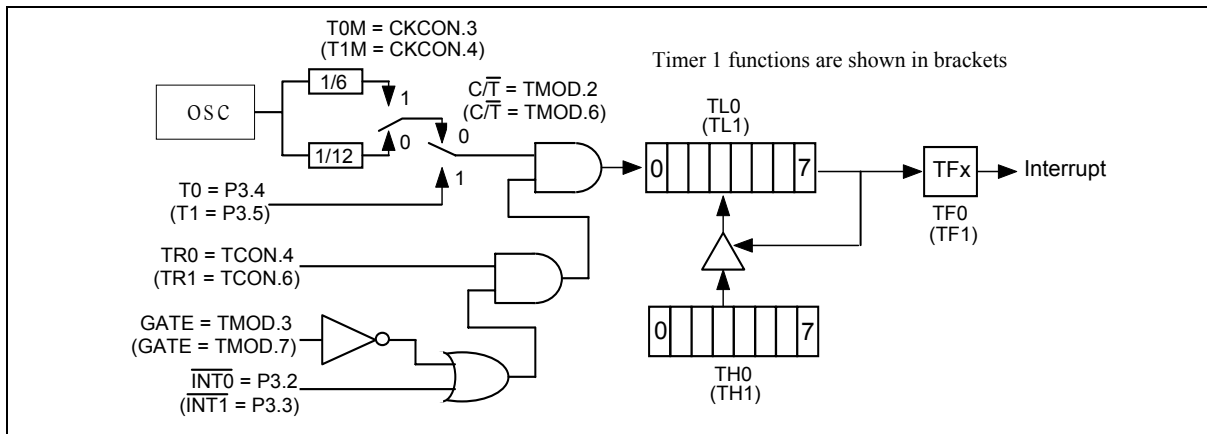 T0M = CKCON.3
(T1M = CKCON.4)
Timer 1 functions are shown in brackets
1/6
OSC
1/12
1
0
C/T̅ = TMOD.2
(C/T̅ = TMOD.6)
0
1
T0 = P3.4
(T1 = P3.5)
TL0
(TL1)
0
7
TFx
Interrupt
TF0
(TF1)
TR0 = TCON.4
(TR1 = TCON.6)
GATE = TMOD.3
(GATE = TMOD.7)
I̅N̅T̅0̅ = P3.2
(I̅N̅T̅1̅ = P3.3)
0
7
TH0
(TH1)